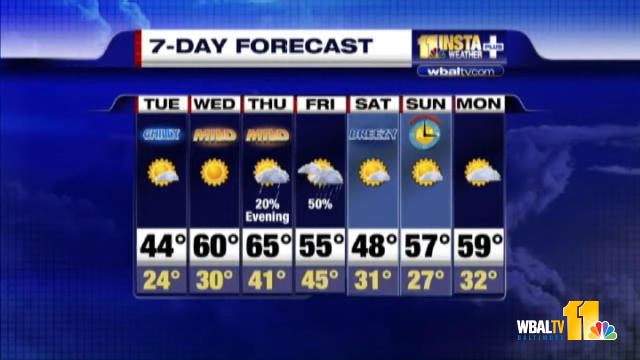 7-DAY FORECAST
11 INSTA
WEATHER PLUS
wbaltv.com
TUE WED THU FRI SAT SUN MON
CHILLY MILD MILD BREEZY
20% 50%
Evening
44° 60° 65° 55° 48° 57° 59°
24° 30° 41° 45° 31° 27° 32°
WBALTV 11
BALTIMORE